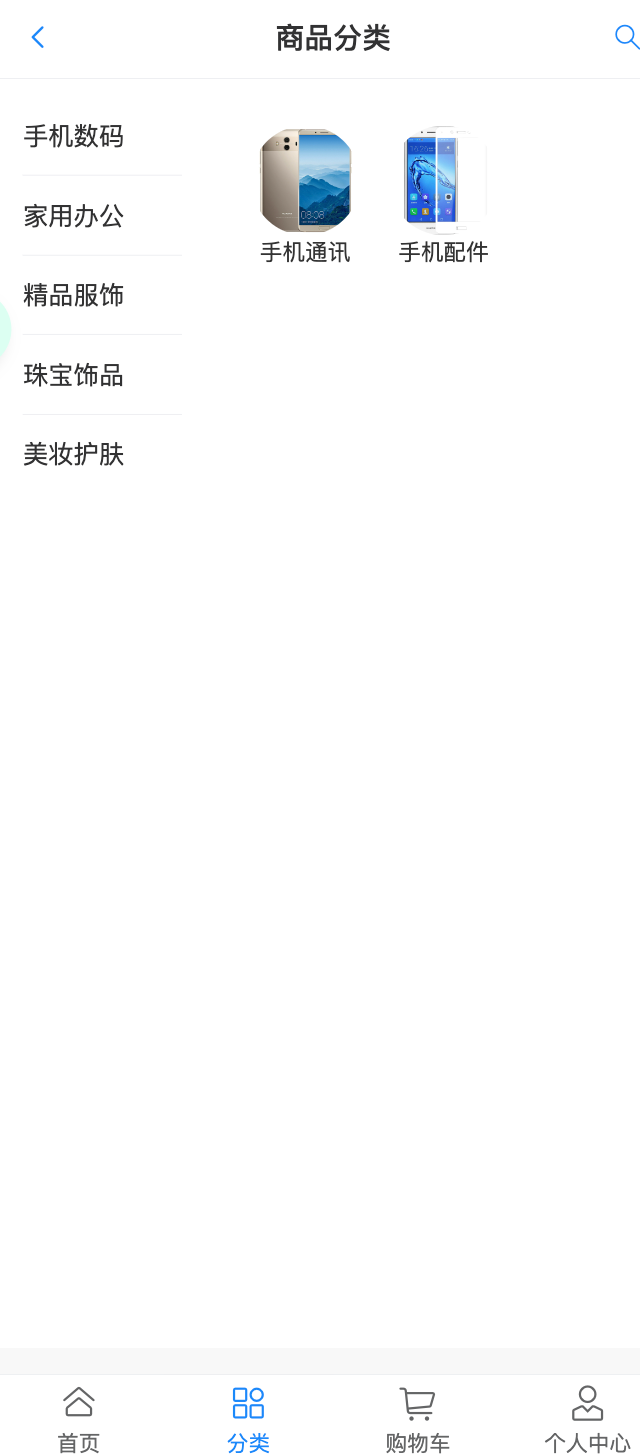 商品分类
手机数码
家用办公
精品服饰
珠宝饰品
美妆护肤
08:08
手机通讯
手机配件
首页
分类
购物车
个人中心